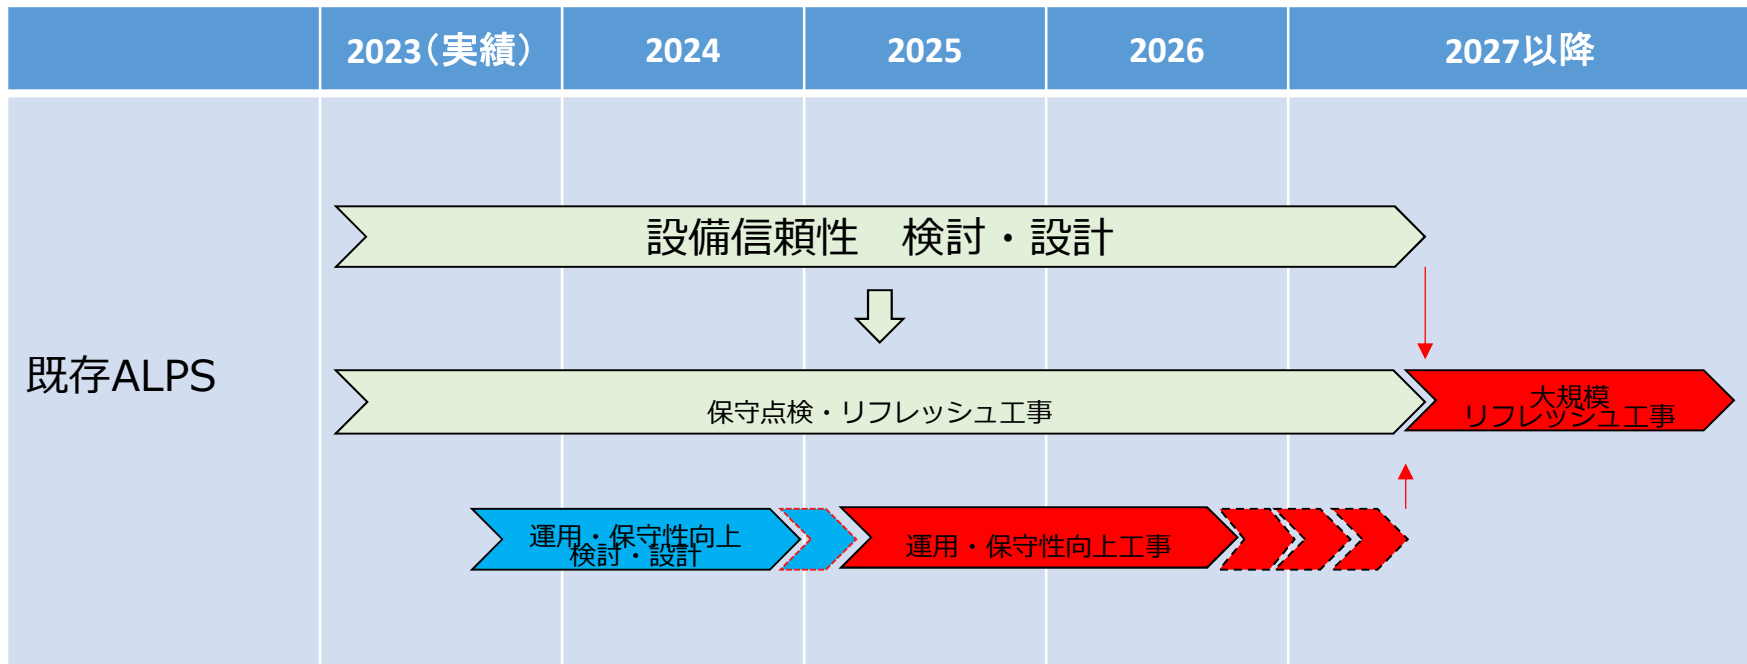 2023（実績）
2024
2025
2026
2027以降
既存ALPS
設備信頼性　検討・設計
保守点検・リフレッシュ工事
大規模
リフレッシュ工事
運用・保守性向上
検討・設計
運用・保守性向上工事